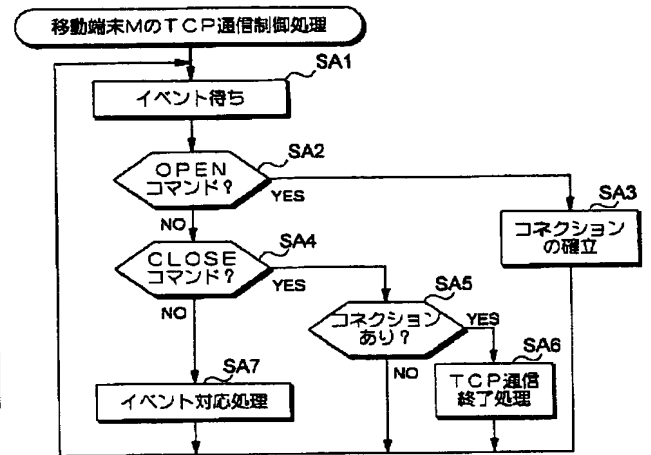 移動端末MのTCP通信制御処理
SA1
イベント待ち
SA2
OPEN
コマンド?
YES
NO
SA3
コネクション
の確立
SA4
CLOSE
コマンド?
YES
NO
SA5
コネクション
あり?
YES
NO
SA6
TCP通信
終了処理
SA7
イベント対応処理